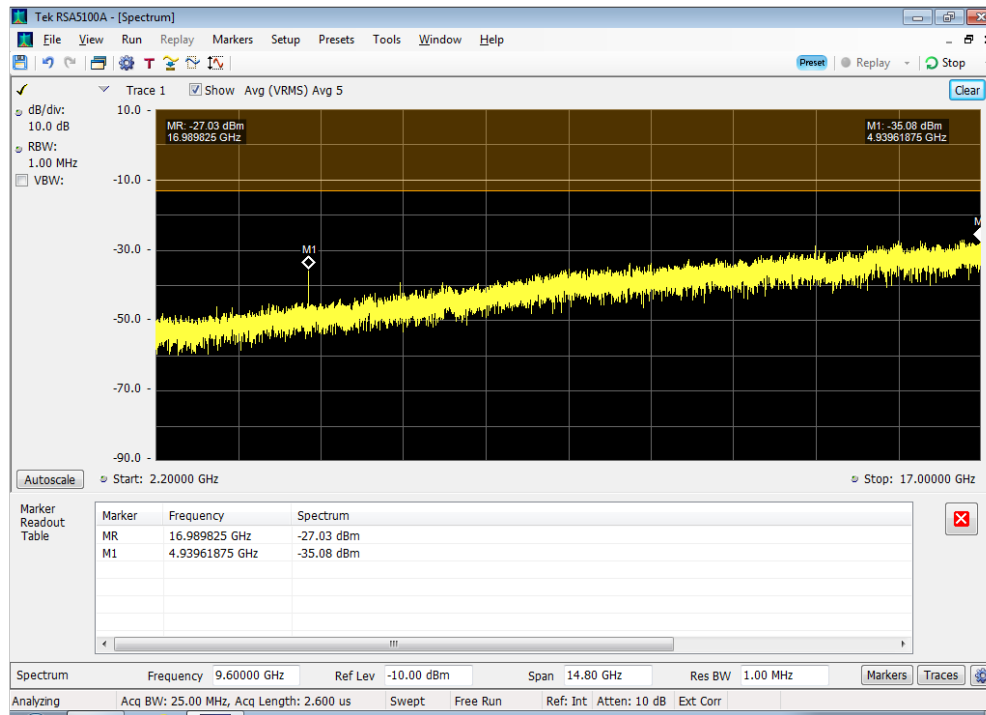 Tek RSA5100A - [Spectrum]
File View Run Replay Markers Setup Presets Tools Window Help
T Preset Replay Stop
Trace 1 Show Avg (VRMS) Avg 5 Clear
dB/div:
10.0 dB
RBW:
1.00 MHz
VBW:
10.0
-10.0
-30.0
-50.0
-70.0
-90.0
MR: -27.03 dBm
16.989825 GHz
M1: -35.08 dBm
4.93961875 GHz
M1
Autoscale Start: 2.20000 GHz Stop: 17.00000 GHz
Marker
Readout
Table
Marker Frequency Spectrum
MR 16.989825 GHz -27.03 dBm
M1 4.93961875 GHz -35.08 dBm
Spectrum Frequency 9.60000 GHz Ref Lev -10.00 dBm Span 14.80 GHz Res BW 1.00 MHz Markers Traces
Analyzing Acq BW: 25.00 MHz, Acq Length: 2.600 us Swept Free Run Ref: Int Atten: 10 dB Ext Corr